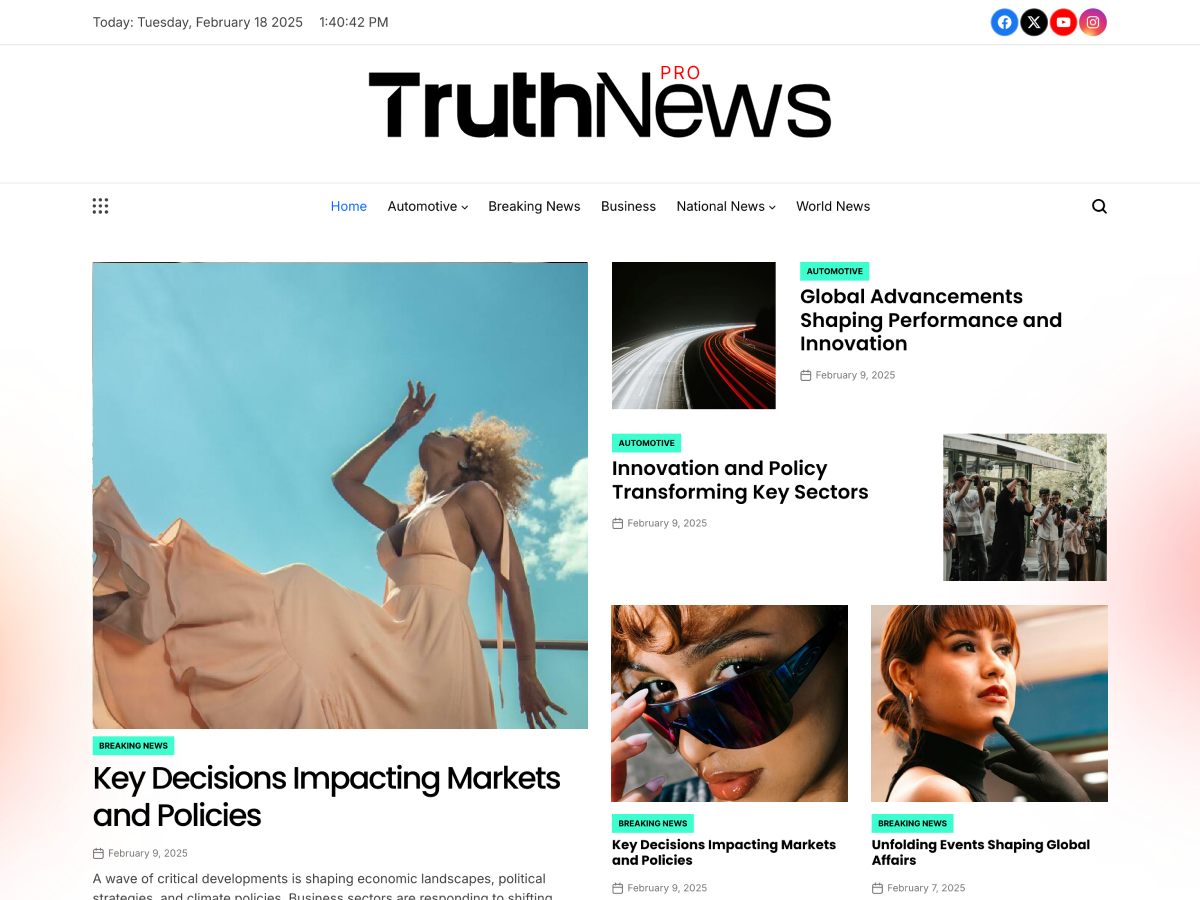 Today: Tuesday, February 18 2025 1:40:42 PM
PRO
TruthNews
Home Automotive Breaking News Business National News World News
BREAKING NEWS
Key Decisions Impacting Markets
and Policies
February 9, 2025
A wave of critical developments is shaping economic landscapes, political
strategies, and climate policies. Business sectors are responding to shifting
AUTOMOTIVE
Global Advancements
Shaping Performance and
Innovation
February 9, 2025
AUTOMOTIVE
Innovation and Policy
Transforming Key Sectors
February 9, 2025
BREAKING NEWS
Key Decisions Impacting Markets
and Policies
February 9, 2025
BREAKING NEWS
Unfolding Events Shaping Global
Affairs
February 7, 2025